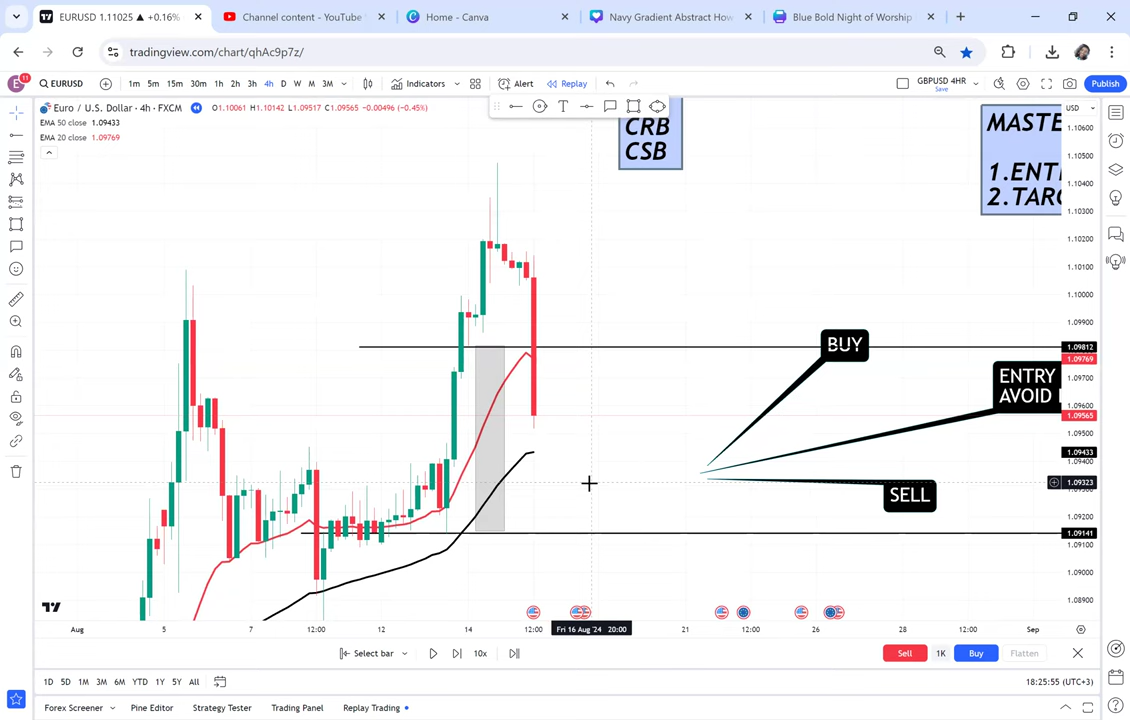 EURUSD 1.11025 ▲ +0.16%
Channel content - YouTube
Home - Canva
Navy Gradient Abstract How
Blue Bold Night of Worship
tradingview.com/chart/qhAc9p7z/
E
11
EURUSD
1m 5m 15m 30m 1h 2h 3h 4h D W M 3M
Indicators
Alert
Replay
GBPUSD 4HR
Save
Publish
Euro / U.S. Dollar · 4h · FXCM
O1.10061 H1.10142 L1.09517 C1.09565 −0.00496 (−0.45%)
EMA 50 close 1.09433
EMA 20 close 1.09769
CRB
CSB
MASTE
1.ENT
2.TARG
USD
1.10600
1.10500
1.10400
1.10300
1.10200
1.10100
1.10000
1.09900
1.09812
1.09769
1.09700
1.09600
1.09565
1.09500
1.09433
1.09400
1.09323
1.09300
1.09200
1.09141
1.09100
1.09000
1.08900
BUY
ENTRY
AVOID
SELL
Aug 5 7 12:00 12 14 12:00 Fri 16 Aug '24 20:00 21 12:00 26 28 12:00 Sep
Select bar
10x
Sell
1K
Buy
Flatten
1D 5D 1M 3M 6M YTD 1Y 5Y All
18:25:55 (UTC+3)
Forex Screener
Pine Editor
Strategy Tester
Trading Panel
Replay Trading